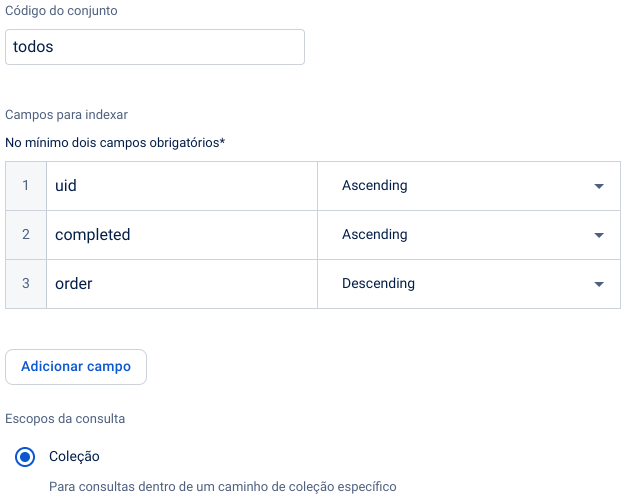 Código do conjunto
todos
Campos para indexar
No mínimo dois campos obrigatórios*
1 uid Ascending
2 completed Ascending
3 order Descending
Adicionar campo
Escopos da consulta
Coleção
Para consultas dentro de um caminho de coleção específico